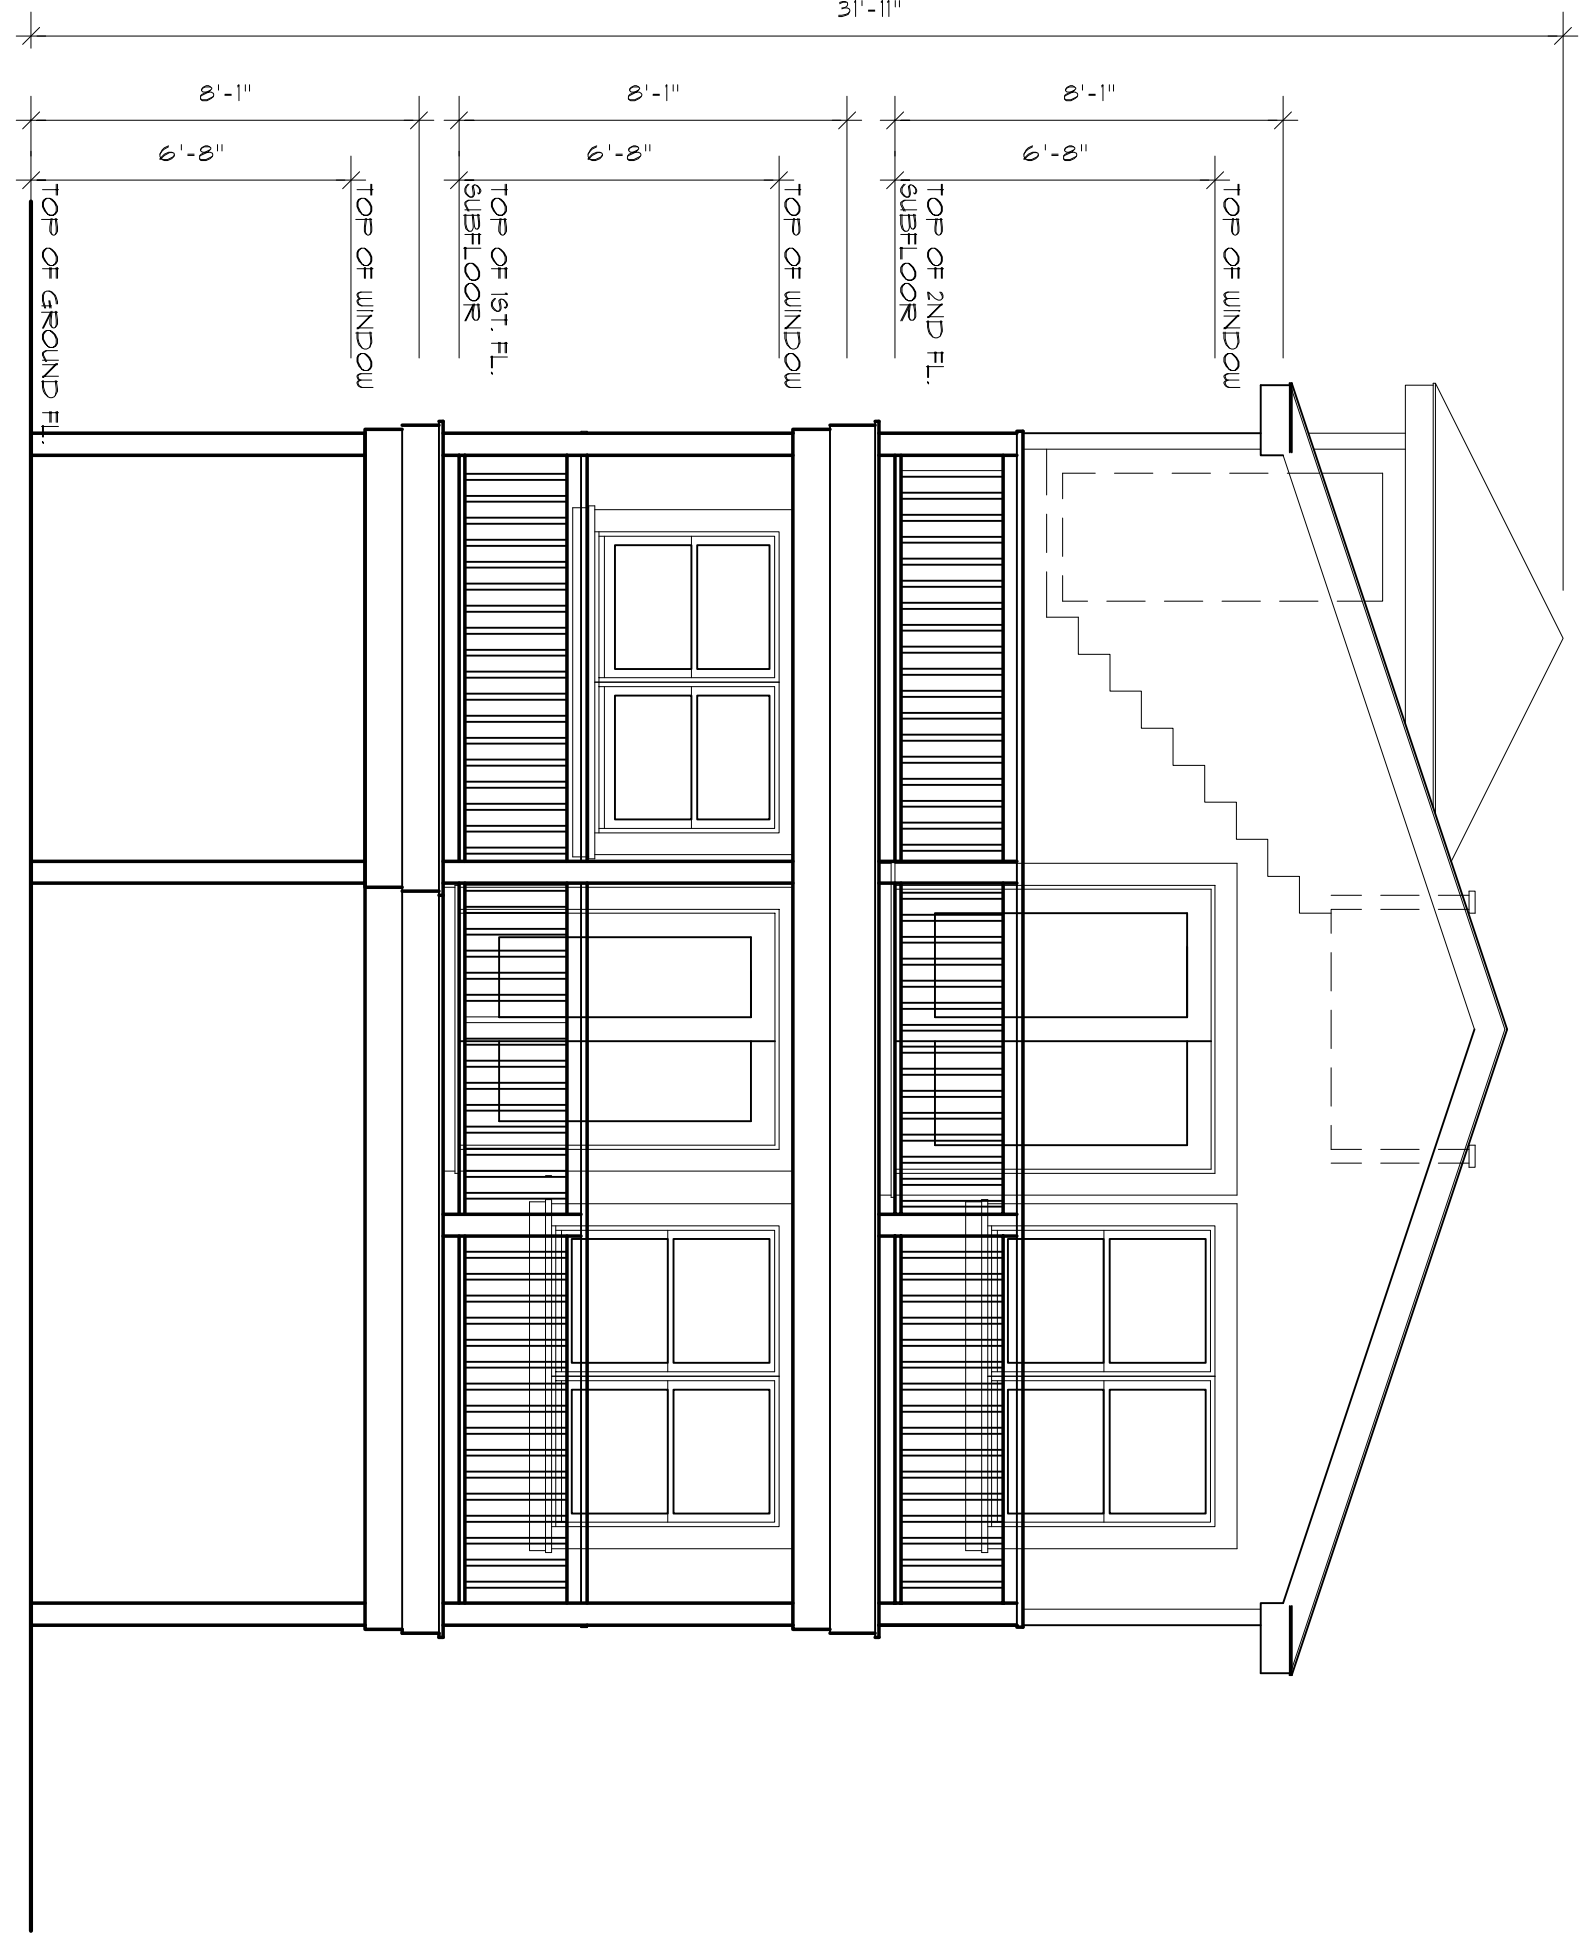 31'-11"
8'-1"
8'-1"
8'-1"
6'-8"
6'-8"
6'-8"
TOP OF GROUND FL.
TOP OF WINDOW
TOP OF 1ST. FL.
SUBFLOOR
TOP OF WINDOW
TOP OF 2ND FL.
SUBFLOOR
TOP OF WINDOW